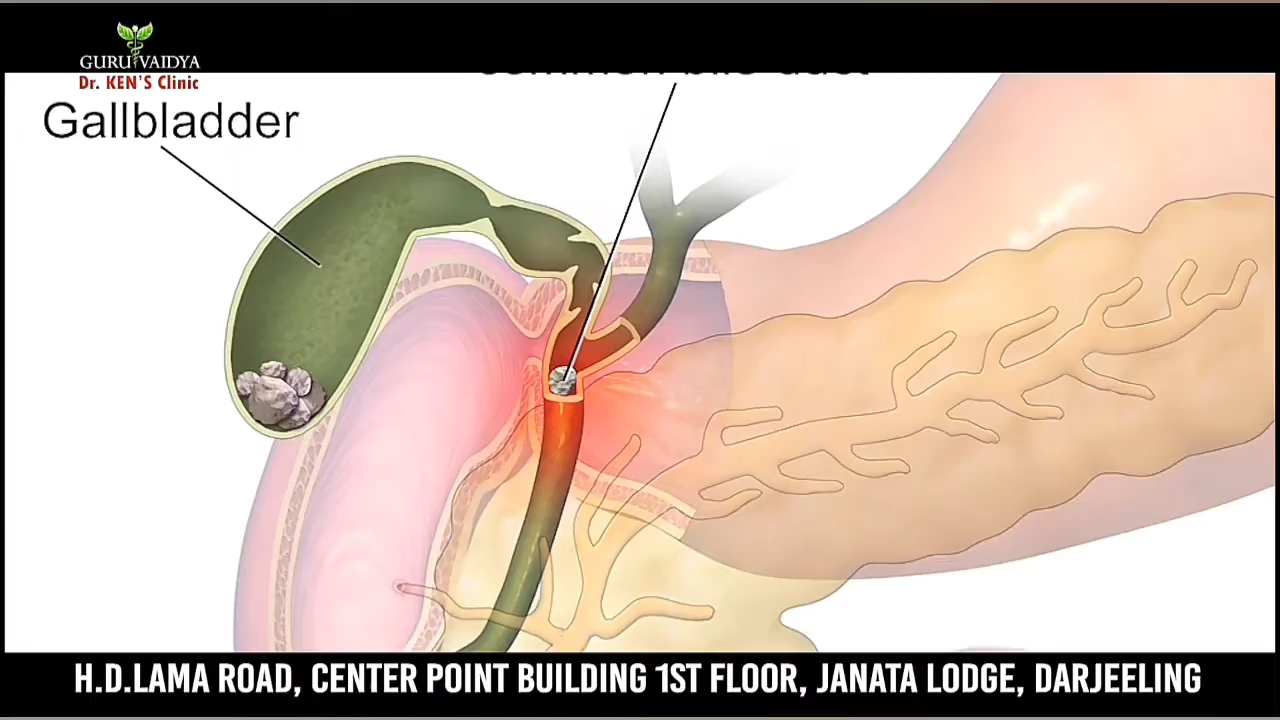 GURU VAIDYA
Dr. KEN'S Clinic
Gallbladder
H.D.LAMA ROAD, CENTER POINT BUILDING 1ST FLOOR, JANATA LODGE, DARJEELING